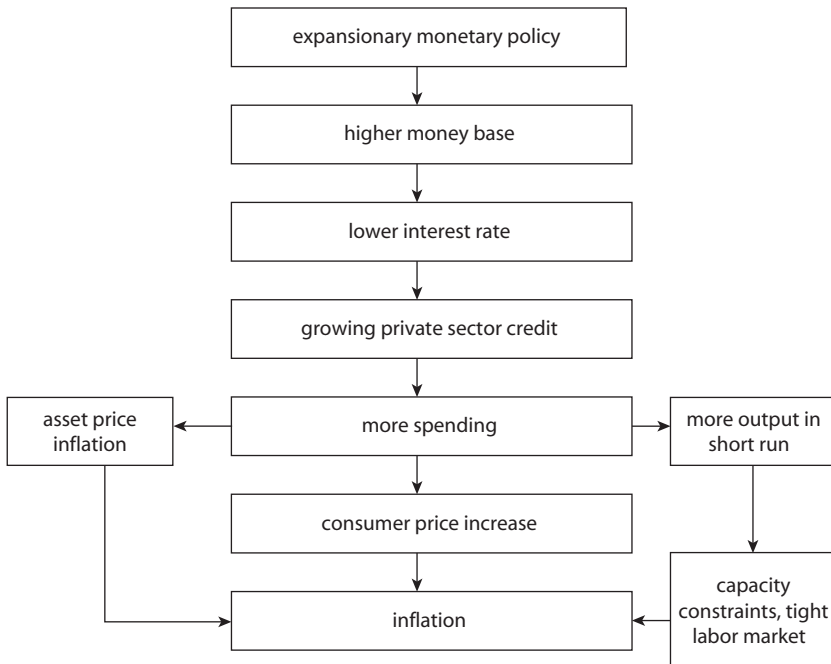 expansionary monetary policy
higher money base
lower interest rate
growing private sector credit
asset price
inflation
more spending
more output in
short run
consumer price increase
inflation
capacity
constraints, tight
labor market